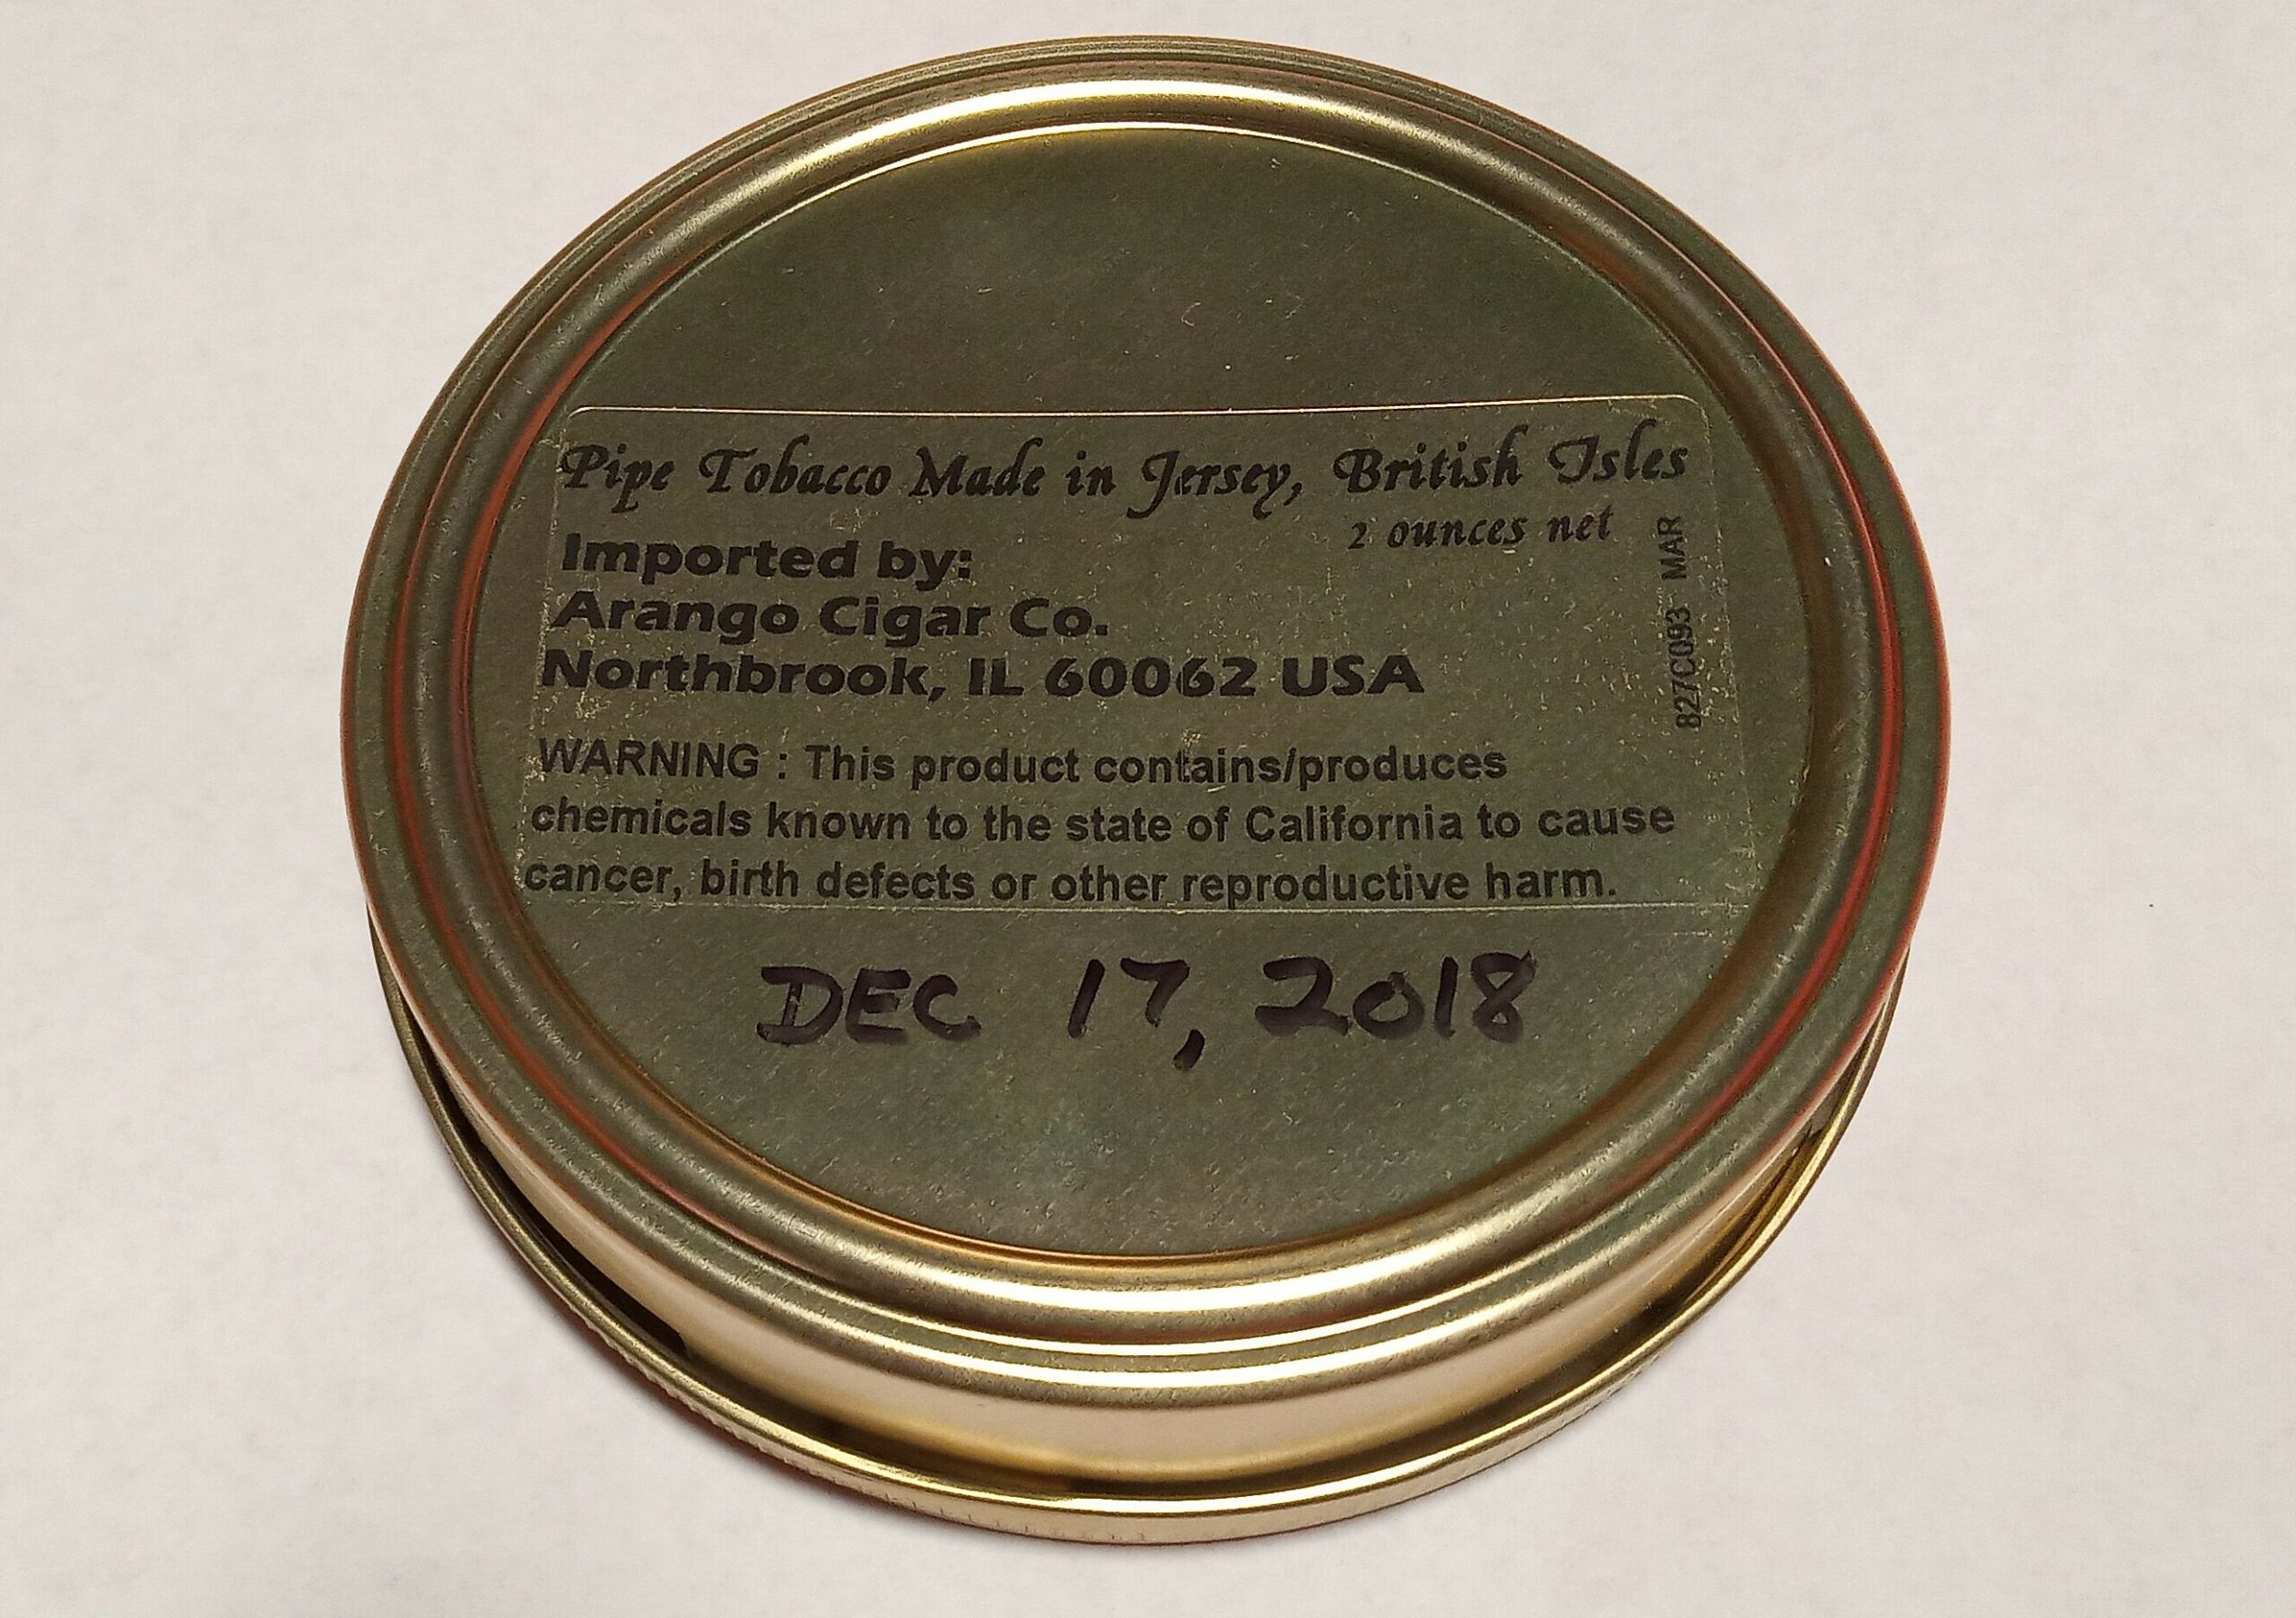 Pipe Tobacco Made in Jersey, British Isles
2 ounces net
Imported by:
Arango Cigar Co.
Northbrook, IL 60062 USA
827C093 MAR
WARNING : This product contains/produces
chemicals known to the state of California to cause
cancer, birth defects or other reproductive harm.
DEC 17, 2018